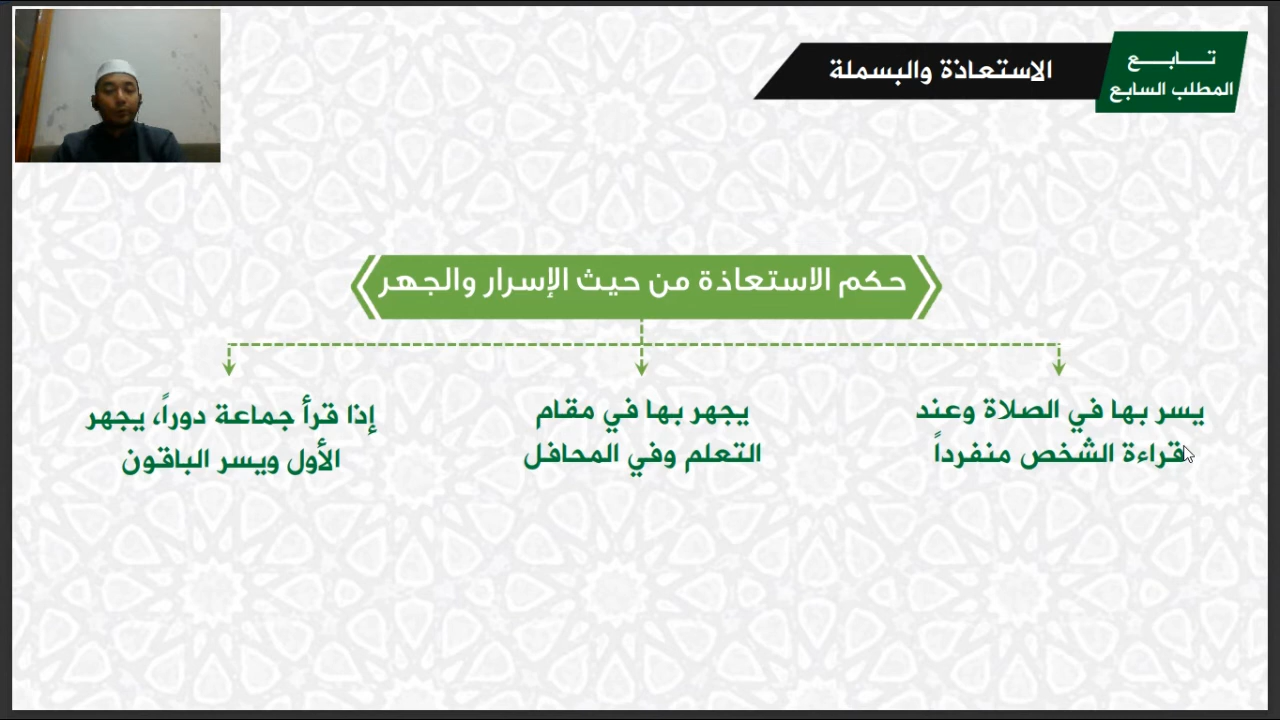 تابع
المطلب السابع
الاستعاذة والبسملة
حكم الاستعاذة من حيث الإسرار والجهر
يسر بها في الصلاة وعند
قراءة الشخص منفرداً
يجهر بها في مقام
التعلم وفي المحافل
إذا قرأ جماعة دوراً، يجهر
الأول ويسر الباقون